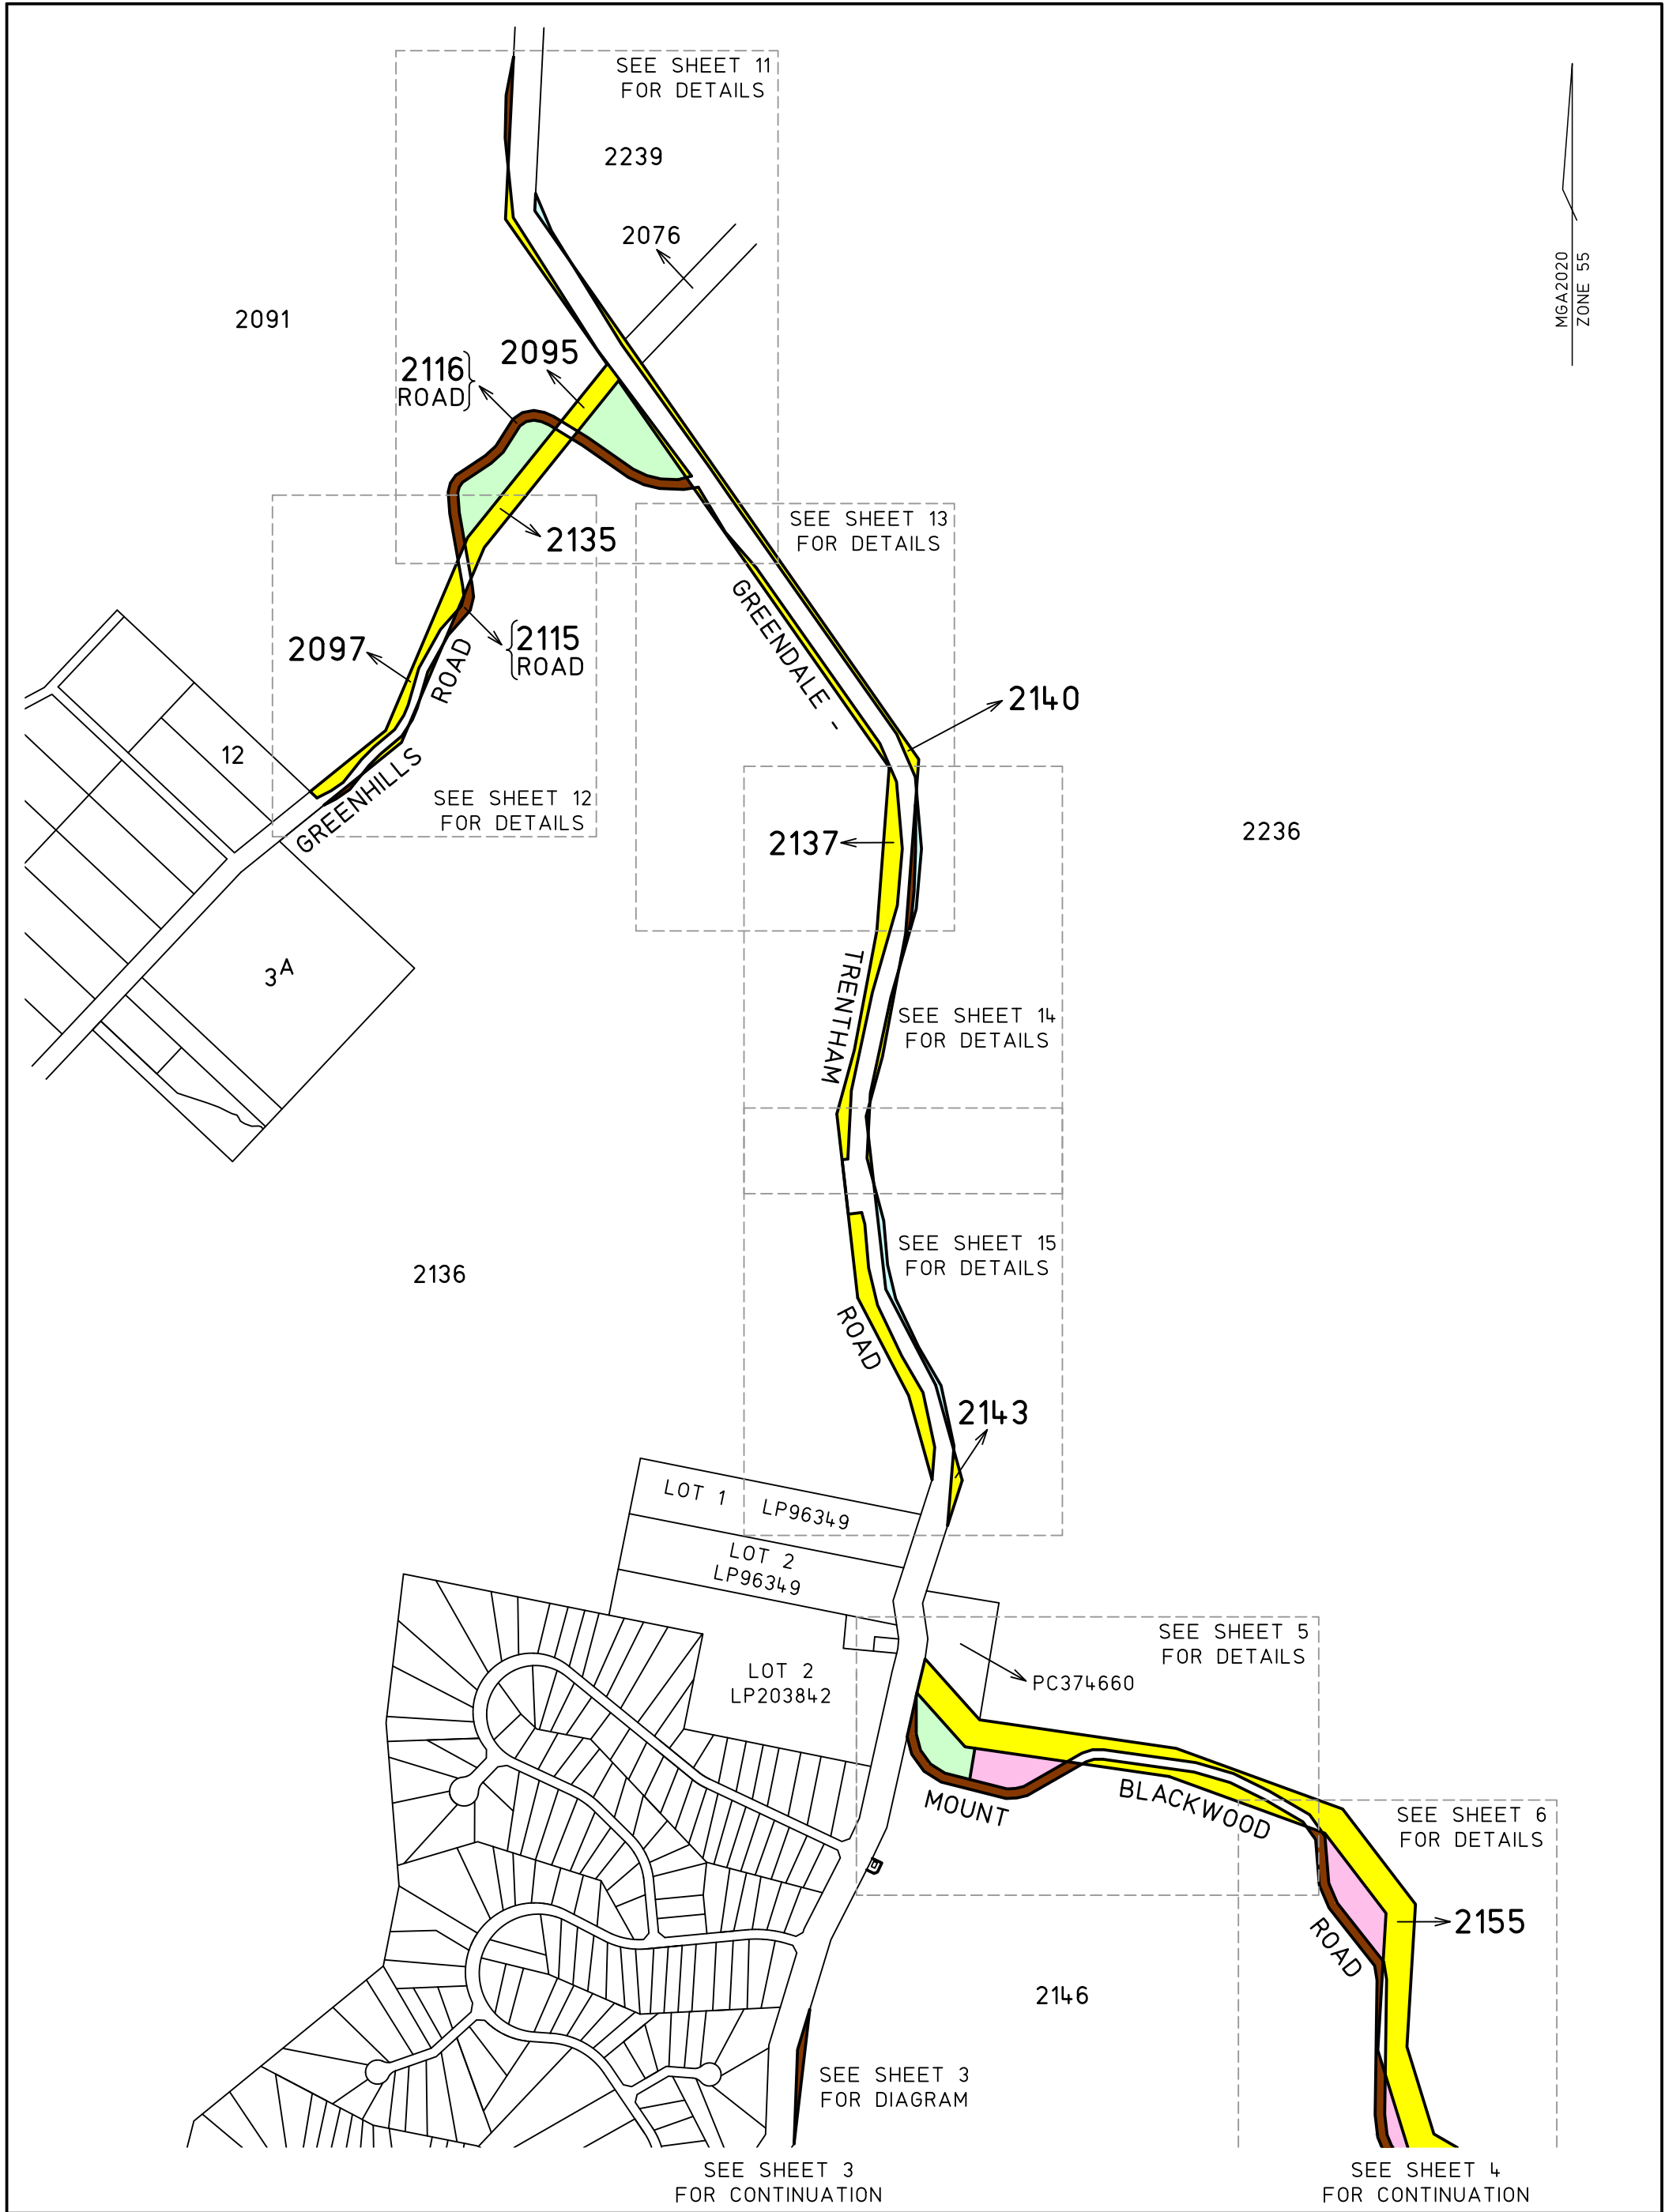 SEE SHEET 11
FOR DETAILS
2239
2076
MGA2020
ZONE 55
2091
2095
2116
ROAD
2135
SEE SHEET 13
FOR DETAILS
GREENDALE -
2115
ROAD
2097
ROAD
2140
12
GREENHILLS
SEE SHEET 12
FOR DETAILS
2137
2236
3A
TRENTHAM
SEE SHEET 14
FOR DETAILS
SEE SHEET 15
FOR DETAILS
2136
ROAD
2143
LOT 1 LP96349
LOT 2
LP96349
SEE SHEET 5
FOR DETAILS
LOT 2
LP203842
PC374660
MOUNT
BLACKWOOD
SEE SHEET 6
FOR DETAILS
2155
ROAD
2146
SEE SHEET 3
FOR DIAGRAM
SEE SHEET 3
FOR CONTINUATION
SEE SHEET 4
FOR CONTINUATION